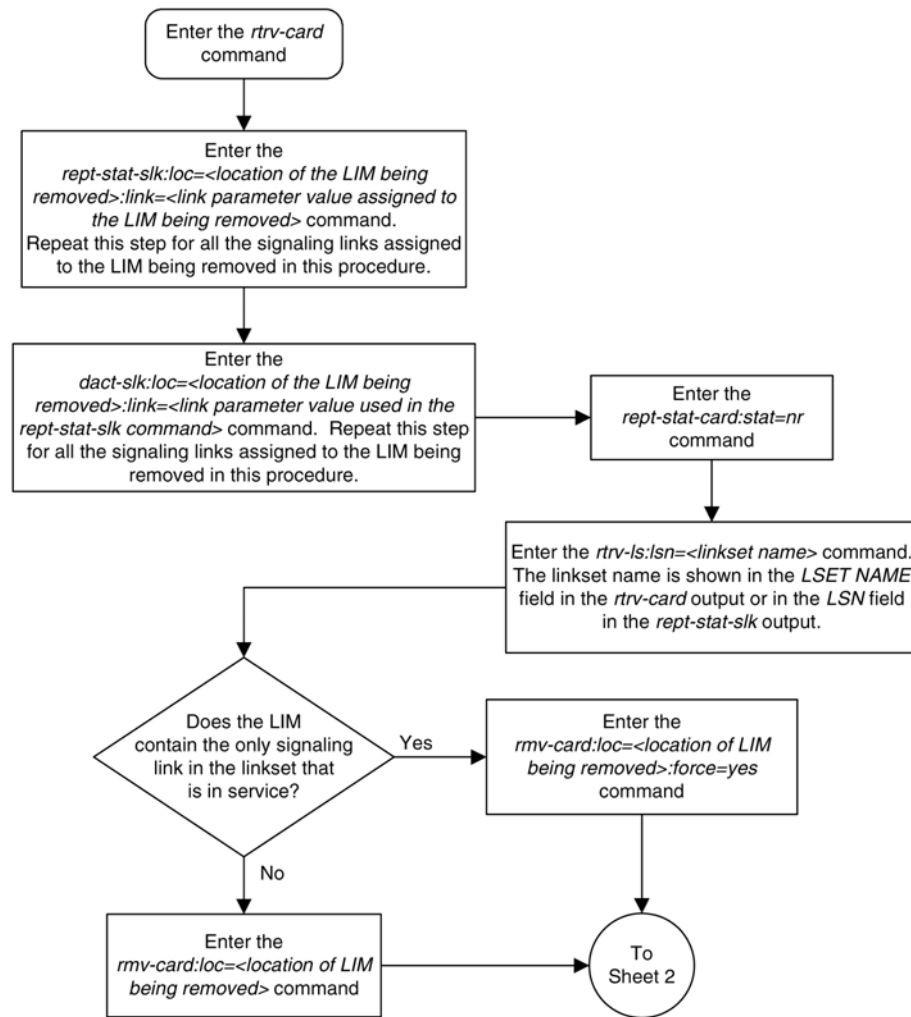 Enter the rtrv-card
command
Enter the
rept-stat-slk:loc=<location of the LIM being
removed>:link=<link parameter value assigned to
the LIM being removed> command.
Repeat this step for all the signaling links assigned
to the LIM being removed in this procedure.
Enter the
dact-slk:loc=<location of the LIM being
removed>:link=<link parameter value used in the
rept-stat-slk command> command.  Repeat this step
for all the signaling links assigned to the LIM being
removed in this procedure.
Enter the
rept-stat-card:stat=nr
command
Enter the rtrv-ls:lsn=<linkset name> command.
The linkset name is shown in the LSET NAME
field in the rtrv-card output or in the LSN field
in the rept-stat-slk output.
Does the LIM
contain the only signaling
link in the linkset that
is in service?
Yes
Enter the
rmv-card:loc=<location of LIM
being removed>:force=yes
command
No
Enter the
rmv-card:loc=<location of LIM
being removed> command
To
Sheet 2